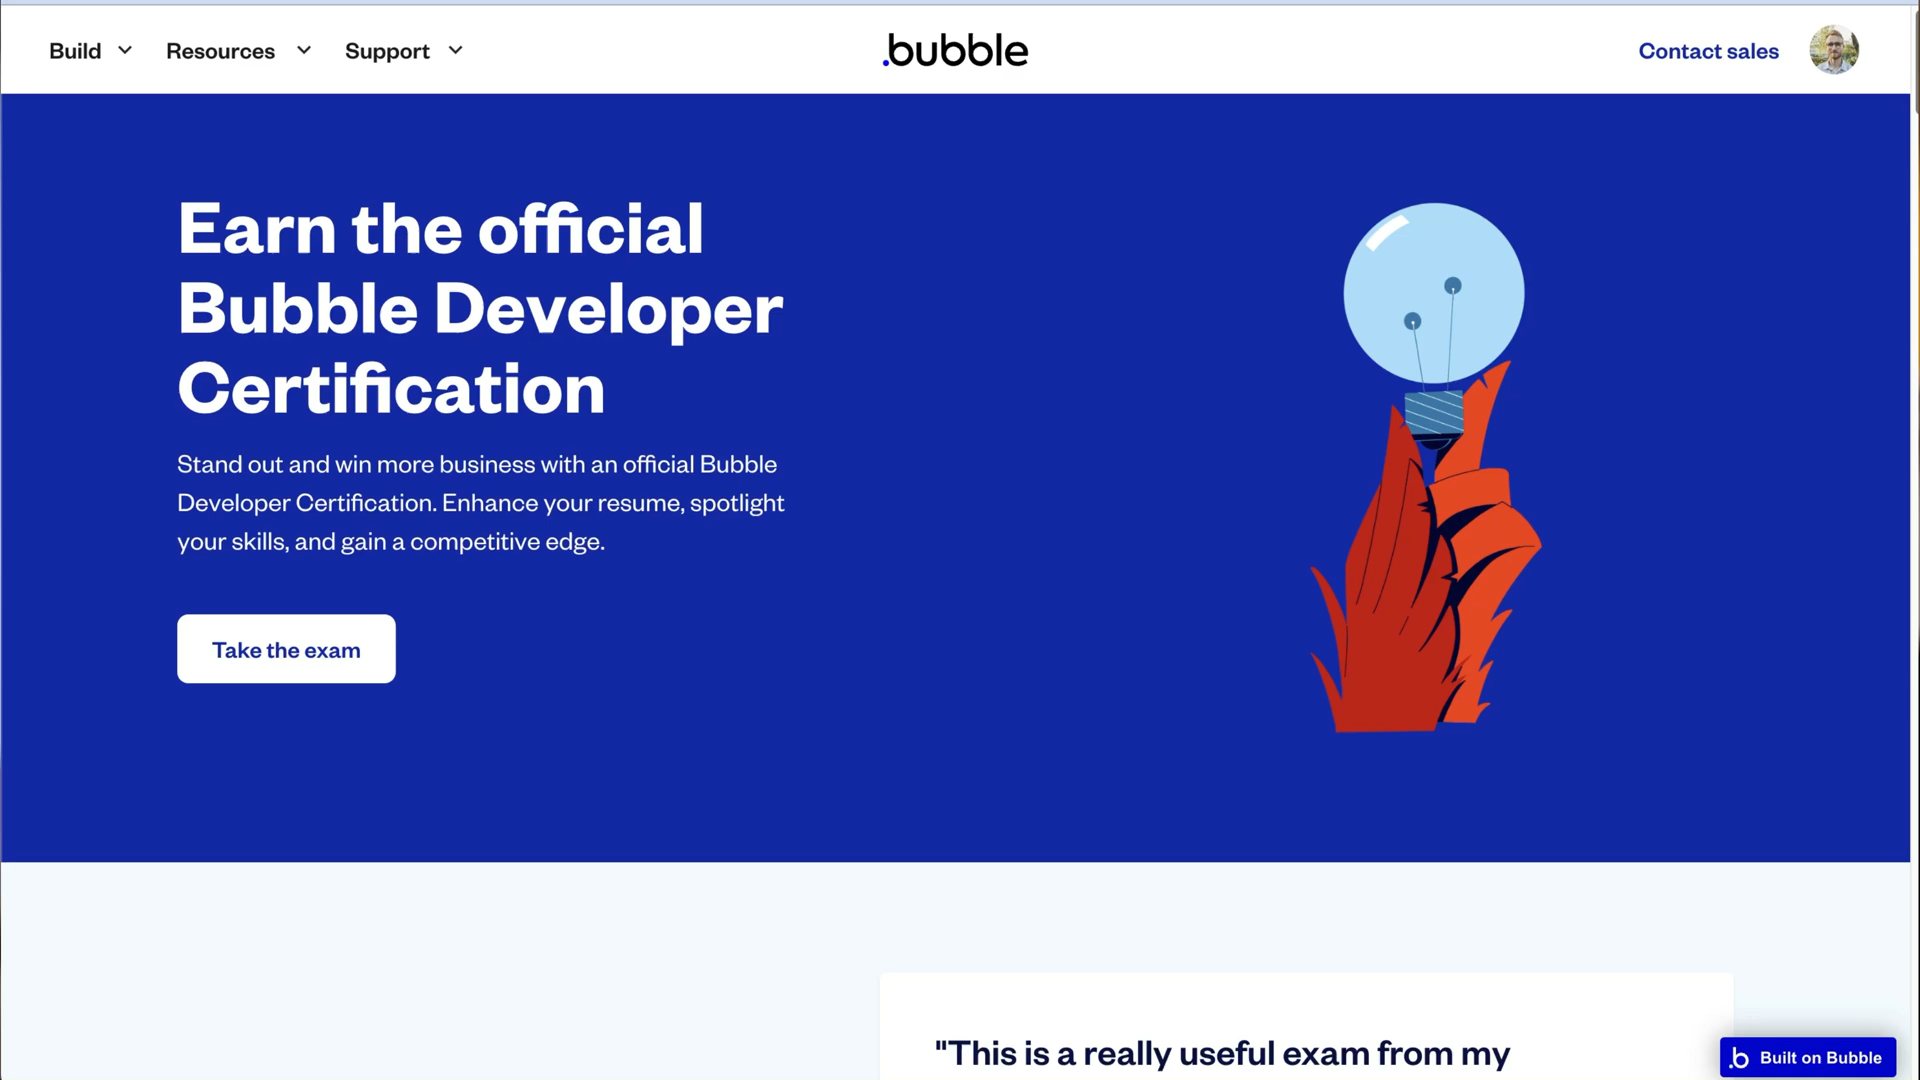 Build
Resources
Support
.bubble
Contact sales
Earn the official
Bubble Developer
Certification
Stand out and win more business with an official Bubble
Developer Certification. Enhance your resume, spotlight
your skills, and gain a competitive edge.
Take the exam
"This is a really useful exam from my
b Built on Bubble